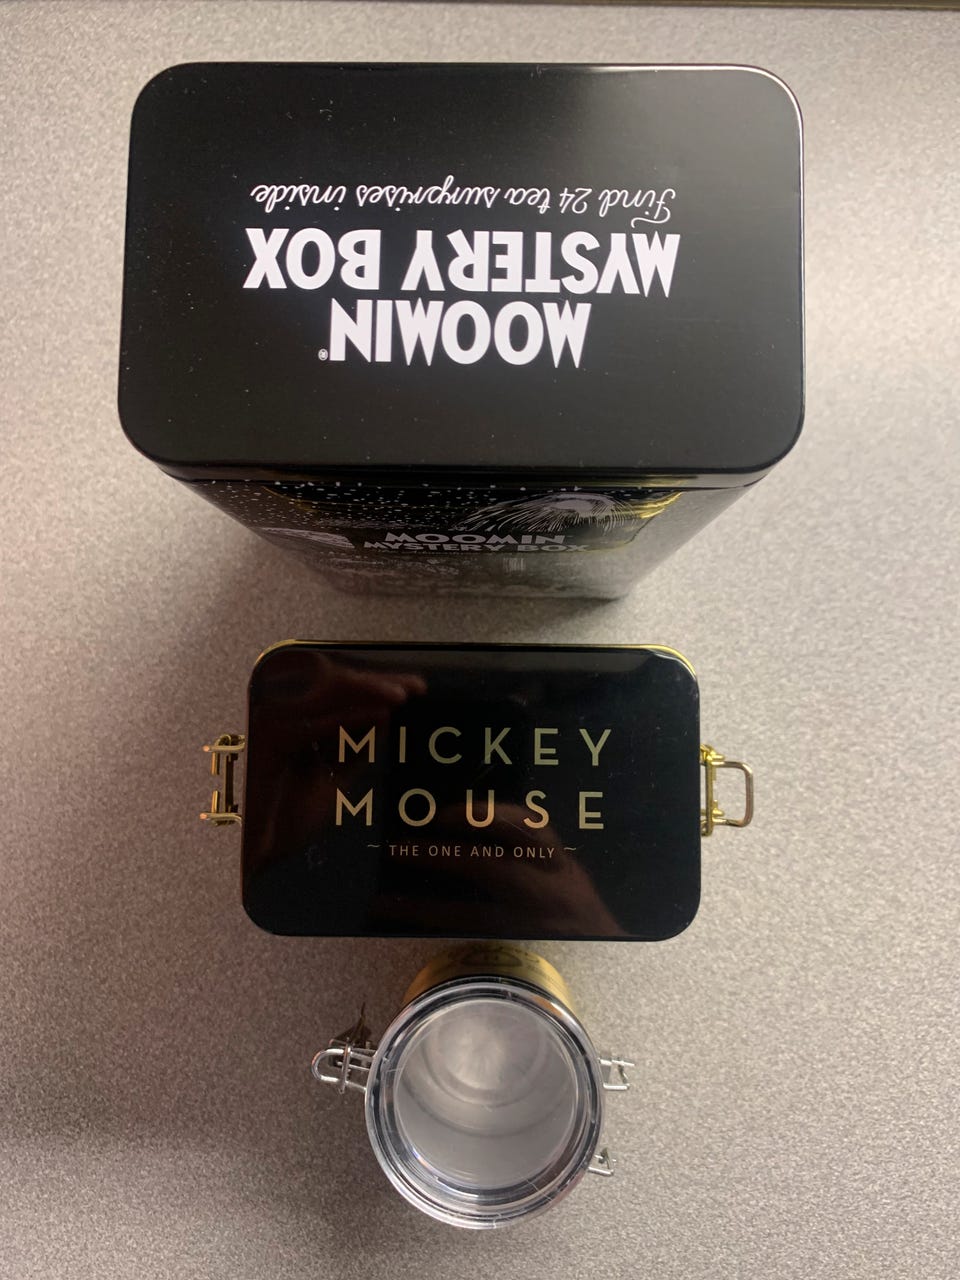 MOOMIN®
MYSTERY BOX
Find 24 tea surprises inside
MOOMIN
MYSTERY BOX
MICKEY
MOUSE
~ THE ONE AND ONLY ~